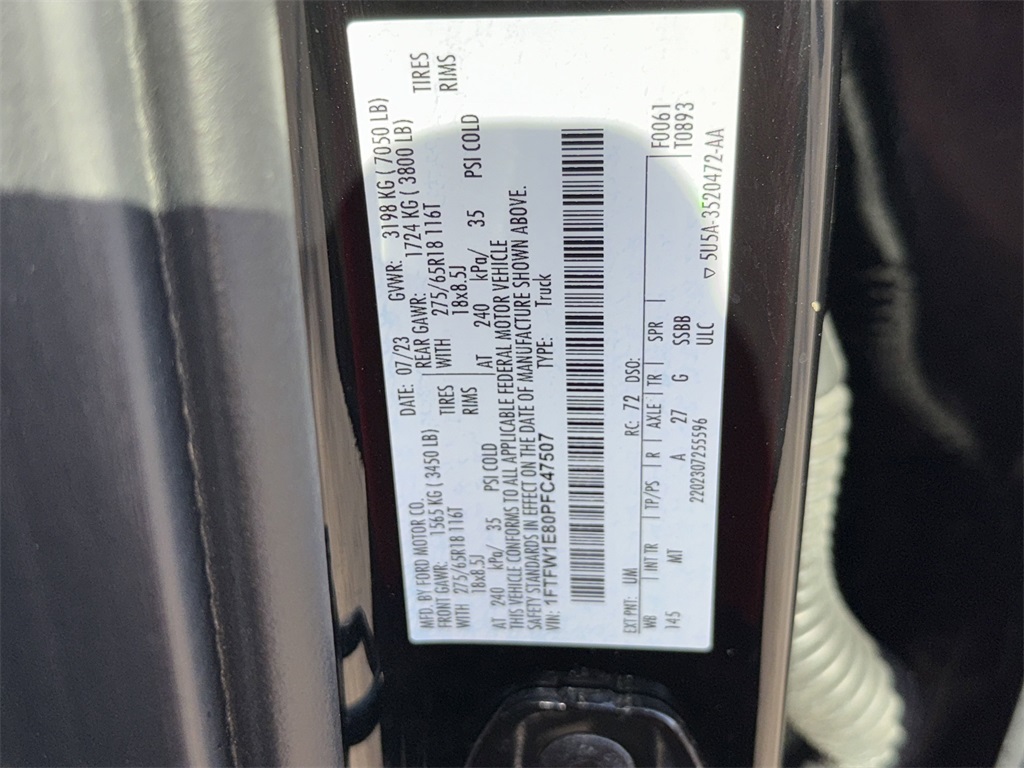 MFD. BY FORD MOTOR CO. DATE: 07/23 GVWR: 3198 KG ( 7050 LB)
FRONT GAWR: 1565 KG ( 3450 LB) REAR GAWR: 1724 KG ( 3800 LB)
WITH 275/65R18 116T TIRES WITH 275/65R18 116T TIRES
18x8.5J RIMS 18x8.5J RIMS
AT 240 kPa/ 35 PSI COLD AT 240 kPa/ 35 PSI COLD
THIS VEHICLE CONFORMS TO ALL APPLICABLE FEDERAL MOTOR VEHICLE
SAFETY STANDARDS IN EFFECT ON THE DATE OF MANUFACTURE SHOWN ABOVE.
VIN: 1FTFW1E80PFC47507 TYPE: Truck
EXT PNT: UM RC: 72 DSO: F0061
WB INT TR TP/PS R AXLE TR SPR T0893
145 MT A 27 G SSBB
2202307255596 ULC
▽ 5U5A-3520472-AA